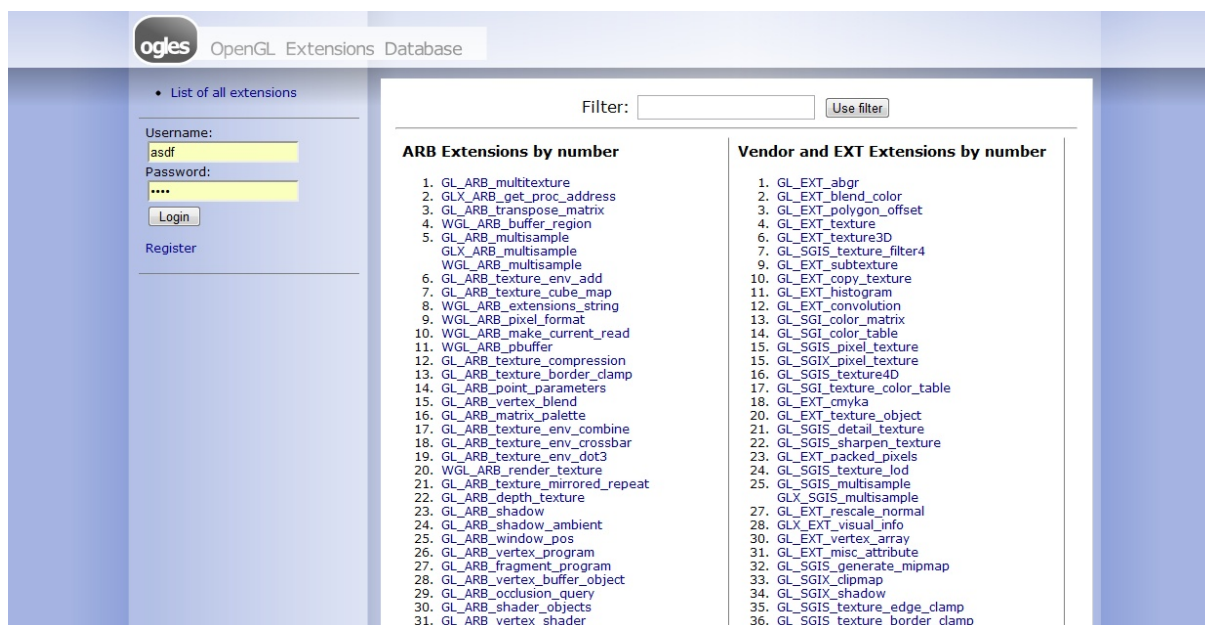 ogles OpenGL Extensions Database
• List of all extensions
Username:
asdf
Password:
••••
Login
Register
Filter: Use filter
ARB Extensions by number
1. GL_ARB_multitexture
2. GLX_ARB_get_proc_address
3. GL_ARB_transpose_matrix
4. WGL_ARB_buffer_region
5. GL_ARB_multisample
GLX_ARB_multisample
WGL_ARB_multisample
6. GL_ARB_texture_env_add
7. GL_ARB_texture_cube_map
8. WGL_ARB_extensions_string
9. WGL_ARB_pixel_format
10. WGL_ARB_make_current_read
11. WGL_ARB_pbuffer
12. GL_ARB_texture_compression
13. GL_ARB_texture_border_clamp
14. GL_ARB_point_parameters
15. GL_ARB_vertex_blend
16. GL_ARB_matrix_palette
17. GL_ARB_texture_env_combine
18. GL_ARB_texture_env_crossbar
19. GL_ARB_texture_env_dot3
20. WGL_ARB_render_texture
21. GL_ARB_texture_mirrored_repeat
22. GL_ARB_depth_texture
23. GL_ARB_shadow
24. GL_ARB_shadow_ambient
25. GL_ARB_window_pos
26. GL_ARB_vertex_program
27. GL_ARB_fragment_program
28. GL_ARB_vertex_buffer_object
29. GL_ARB_occlusion_query
30. GL_ARB_shader_objects
31. GL_ARB_vertex_shader
Vendor and EXT Extensions by number
1. GL_EXT_abgr
2. GL_EXT_blend_color
3. GL_EXT_polygon_offset
4. GL_EXT_texture
6. GL_EXT_texture3D
7. GL_SGIS_texture_filter4
9. GL_EXT_subtexture
10. GL_EXT_copy_texture
11. GL_EXT_histogram
12. GL_EXT_convolution
13. GL_SGI_color_matrix
14. GL_SGI_color_table
15. GL_SGIS_pixel_texture
15. GL_SGIX_pixel_texture
16. GL_SGIS_texture4D
17. GL_SGI_texture_color_table
18. GL_EXT_cmyka
20. GL_EXT_texture_object
21. GL_SGIS_detail_texture
22. GL_SGIS_sharpen_texture
23. GL_EXT_packed_pixels
24. GL_SGIS_texture_lod
25. GL_SGIS_multisample
GLX_SGIS_multisample
27. GL_EXT_rescale_normal
28. GLX_EXT_visual_info
30. GL_EXT_vertex_array
31. GL_EXT_misc_attribute
32. GL_SGIS_generate_mipmap
33. GL_SGIX_clipmap
34. GL_SGIX_shadow
35. GL_SGIS_texture_edge_clamp
36. GL_SGIS_texture_border_clamp